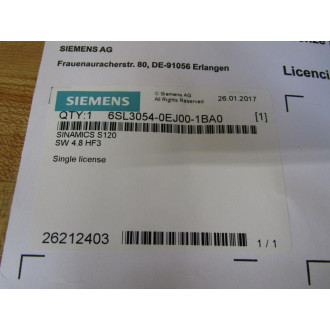 SIEMENS AG
Frauenauracherstr. 80, DE-91056 Erlangen
Licenci
SIEMENS
© Siemens AG
All Rights Reserved
26.01.2017
QTY:1 6SL3054-0EJ00-1BA0 [1]
SINAMICS S120
SW 4.8 HF3
Single license
26212403
1 / 1